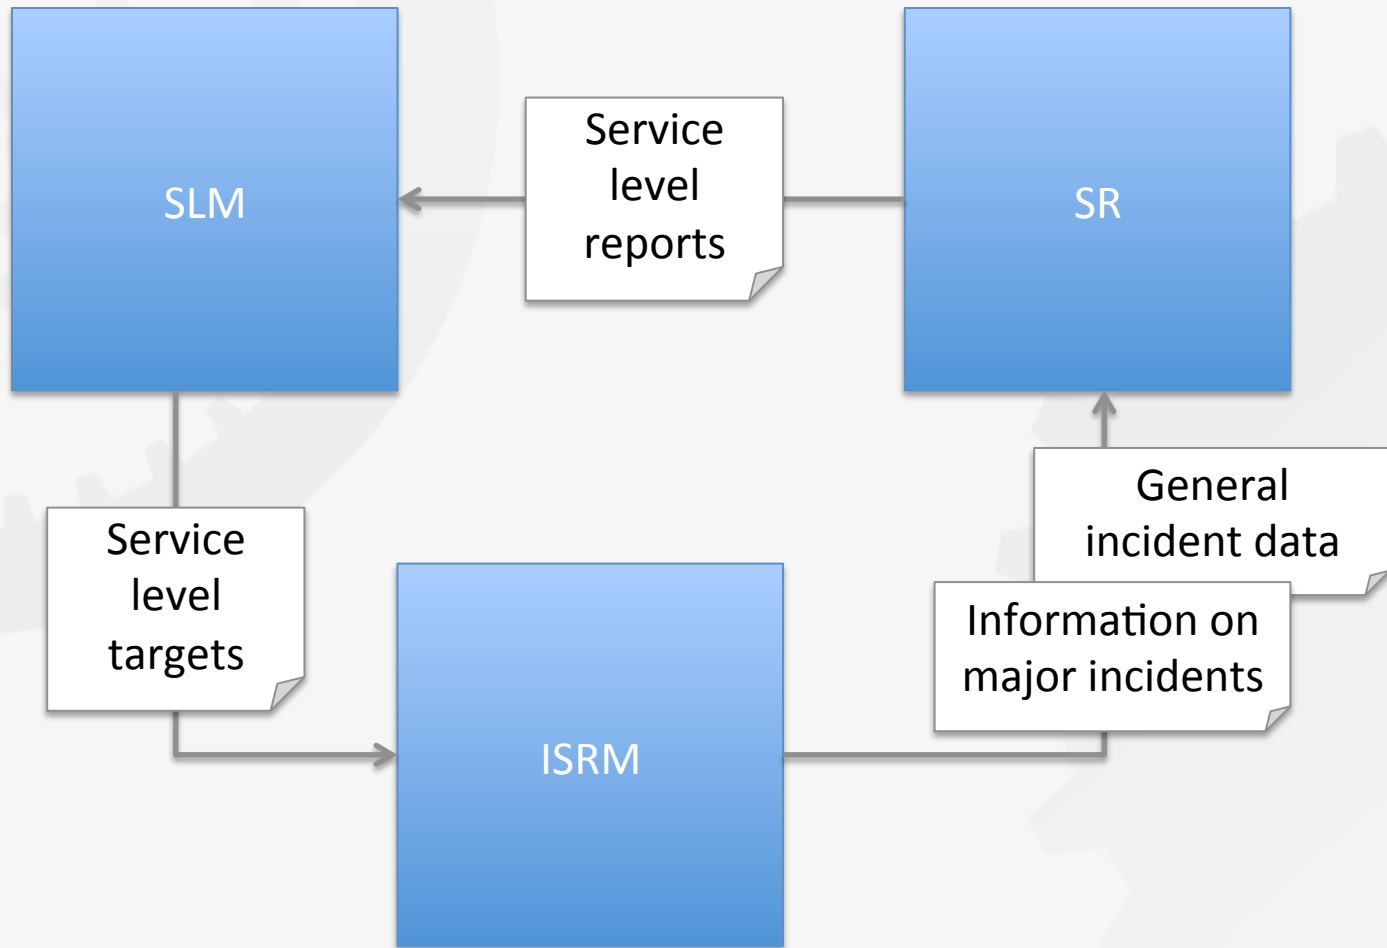 SLM
Service
level
reports
SR
Service
level
targets
ISRM
General
incident data
Information on
major incidents